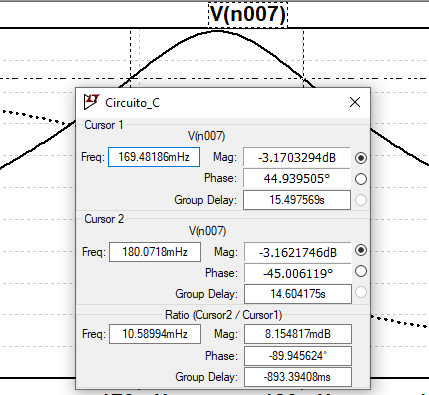 V(n007)
Circuito_C
Cursor 1
V(n007)
Freq: 169.48186mHz Mag: -3.1703294dB
Phase: 44.939505°
Group Delay: 15.497569s
Cursor 2
V(n007)
Freq: 180.0718mHz Mag: -3.1621746dB
Phase: -45.006119°
Group Delay: 14.604175s
Ratio (Cursor2 / Cursor1)
Freq: 10.58994mHz Mag: 8.154817mdB
Phase: -89.945624°
Group Delay: -893.39408ms